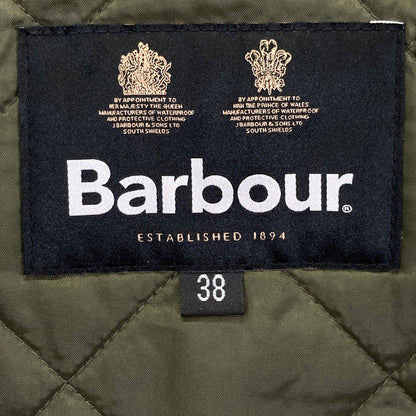 BY APPOINTMENT TO
HER MAJESTY THE QUEEN
MANUFACTURERS OF WATERPROOF
AND PROTECTIVE CLOTHING
J BARBOUR & SONS LTD
SOUTH SHIELDS
BY APPOINTMENT TO
HRH THE PRINCE OF WALES
MANUFACTURERS OF WATERPROOF
AND PROTECTIVE CLOTHING
J BARBOUR & SONS LTD
SOUTH SHIELDS
Barbour®
ESTABLISHED 1894
38